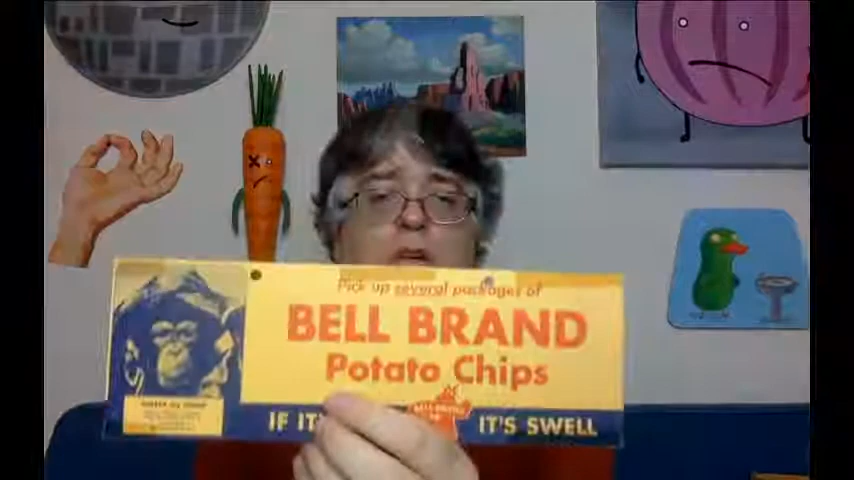 Pick up several packages of
BELL BRAND
Potato Chips
IF IT'S IT'S SWELL